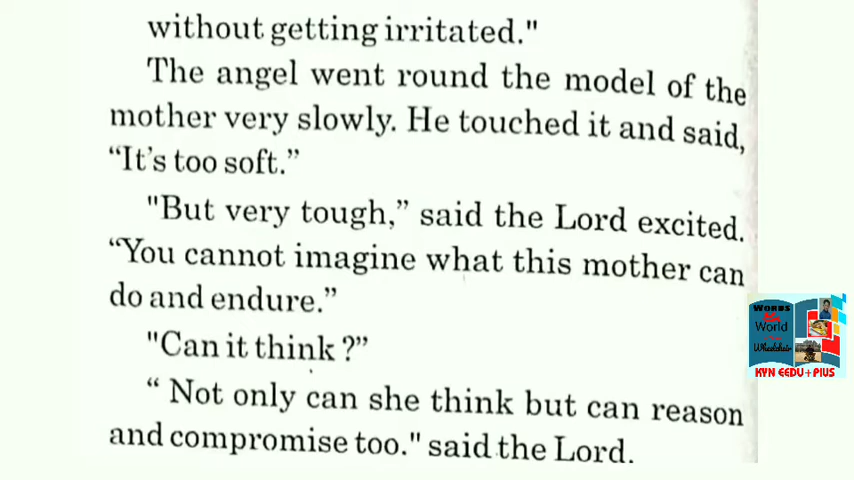 without getting irritated."
The angel went round the model of the
mother very slowly. He touched it and said,
“It’s too soft.”
"But very tough,” said the Lord excited.
“You cannot imagine what this mother can
do and endure.”
"Can it think ?”
“ Not only can she think but can reason
and compromise too." said the Lord.
WORDS
World
Wheelchair
KYN EEDU+PlUS